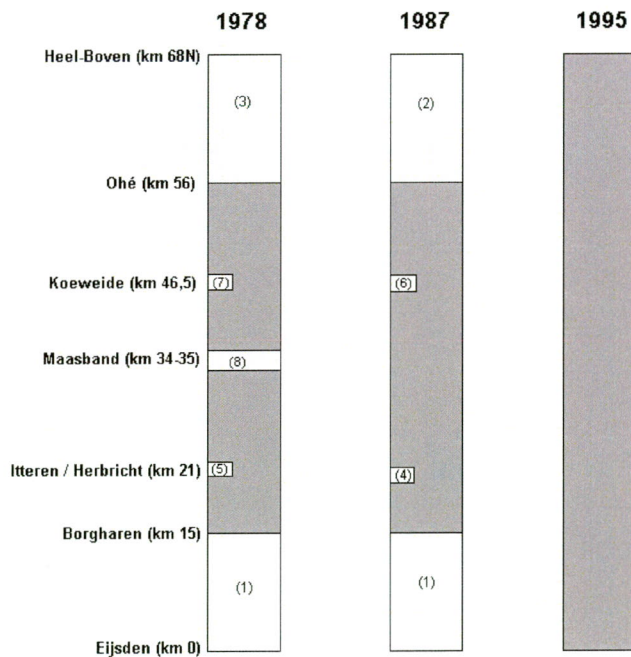 1978 1987 1995
Heel-Boven (km 68N)
(3) (2)
Ohé (km 56)
Koeweide (km 46,5) (7) (6)
Maasband (km 34-35) (8)
Itteren / Herbricht (km 21) (5) (4)
Borgharen (km 15)
(1) (1)
Eijsden (km 0)